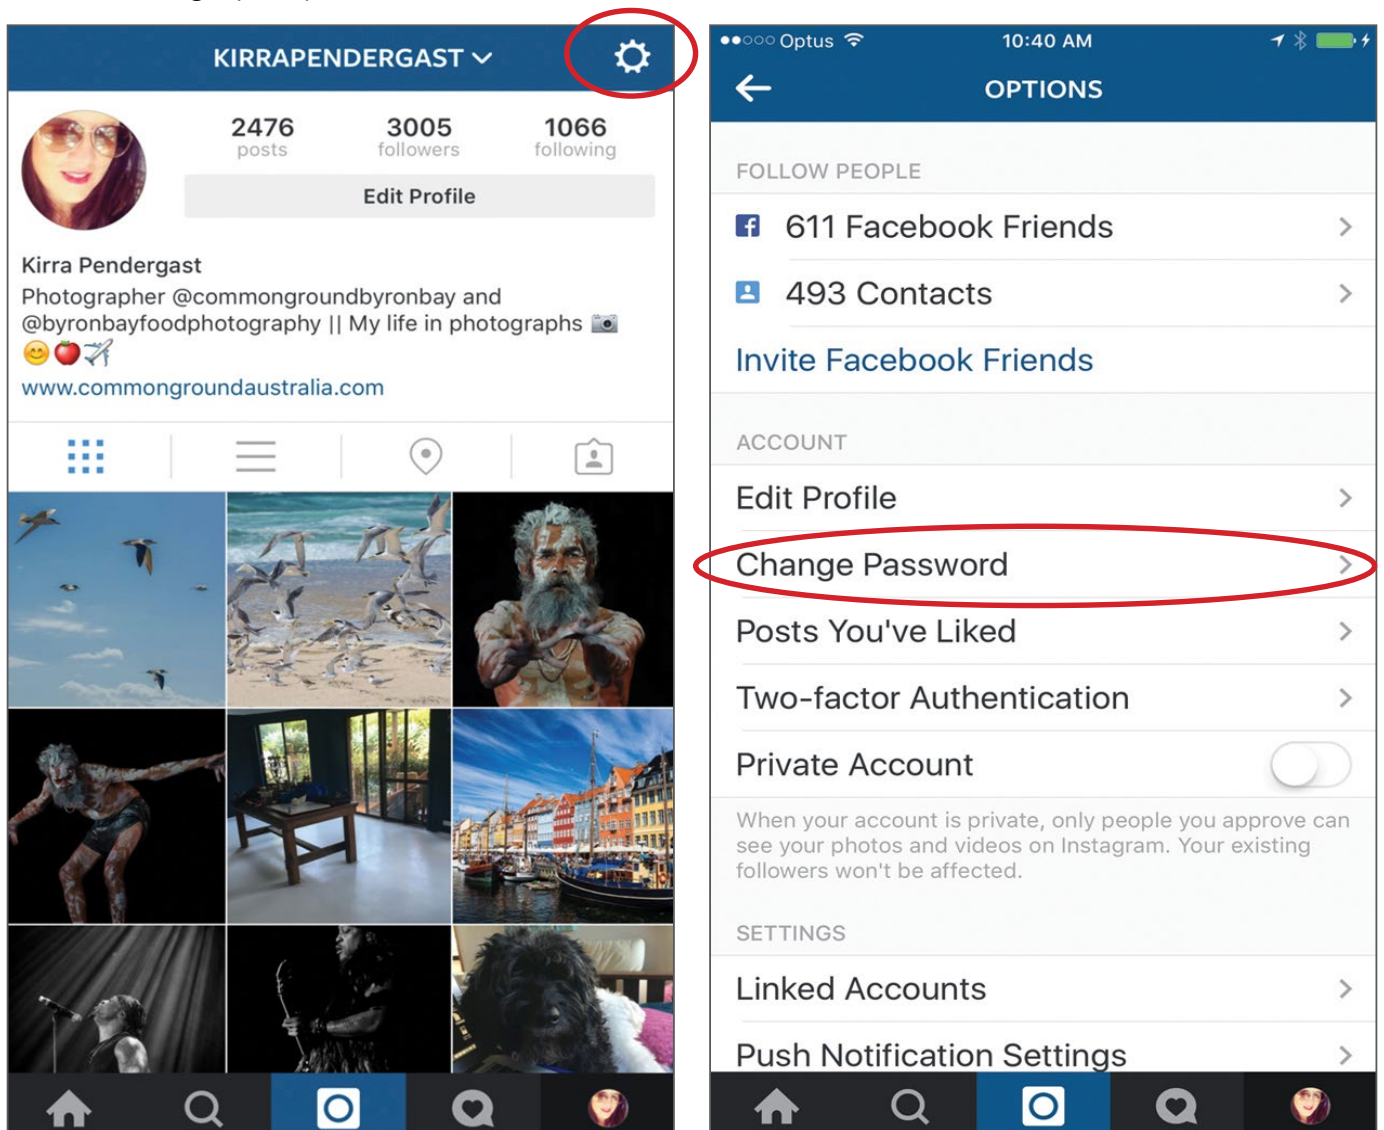 KIRRAPENDERGAST
2476 3005 1066
posts followers following
Edit Profile
Kirra Pendergast
Photographer @commongroundbyronbay and
@byronbayfoodphotography || My life in photographs 📷
😊🍎✈️
www.commongroundaustralia.com
Optus 10:40 AM
OPTIONS
FOLLOW PEOPLE
611 Facebook Friends
493 Contacts
Invite Facebook Friends
ACCOUNT
Edit Profile
Change Password
Posts You've Liked
Two-factor Authentication
Private Account
When your account is private, only people you approve can
see your photos and videos on Instagram. Your existing
followers won't be affected.
SETTINGS
Linked Accounts
Push Notification Settings